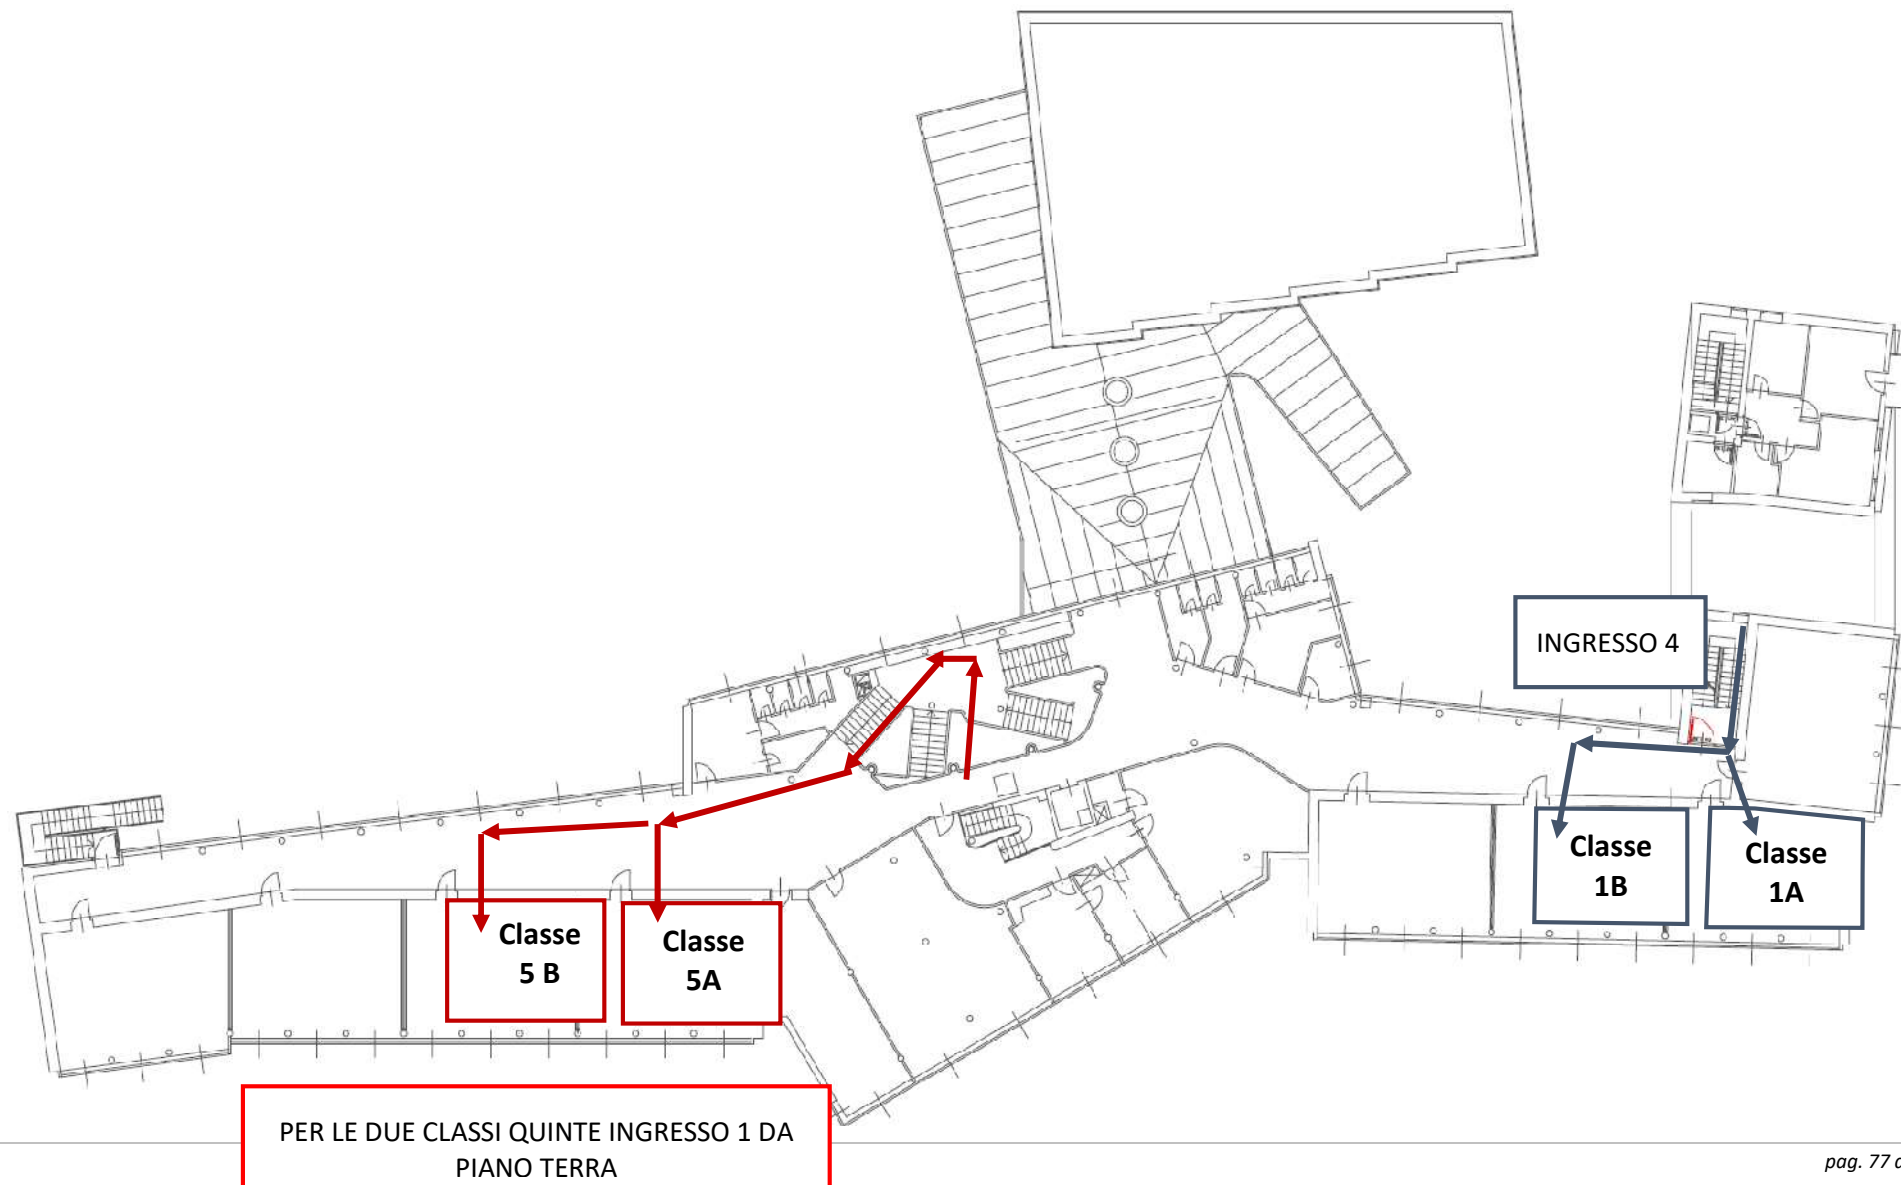 INGRESSO 4
Classe
1B
Classe
1A
Classe
5 B
Classe
5A
PER LE DUE CLASSI QUINTE INGRESSO 1 DA
PIANO TERRA
pag. 77 d